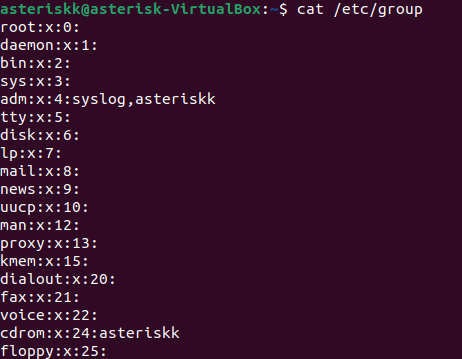 asteriskk@asterisk-VirtualBox:~$ cat /etc/group
root:x:0:
daemon:x:1:
bin:x:2:
sys:x:3:
adm:x:4:syslog,asteriskk
tty:x:5:
disk:x:6:
lp:x:7:
mail:x:8:
news:x:9:
uucp:x:10:
man:x:12:
proxy:x:13:
kmem:x:15:
dialout:x:20:
fax:x:21:
voice:x:22:
cdrom:x:24:asteriskk
floppy:x:25: